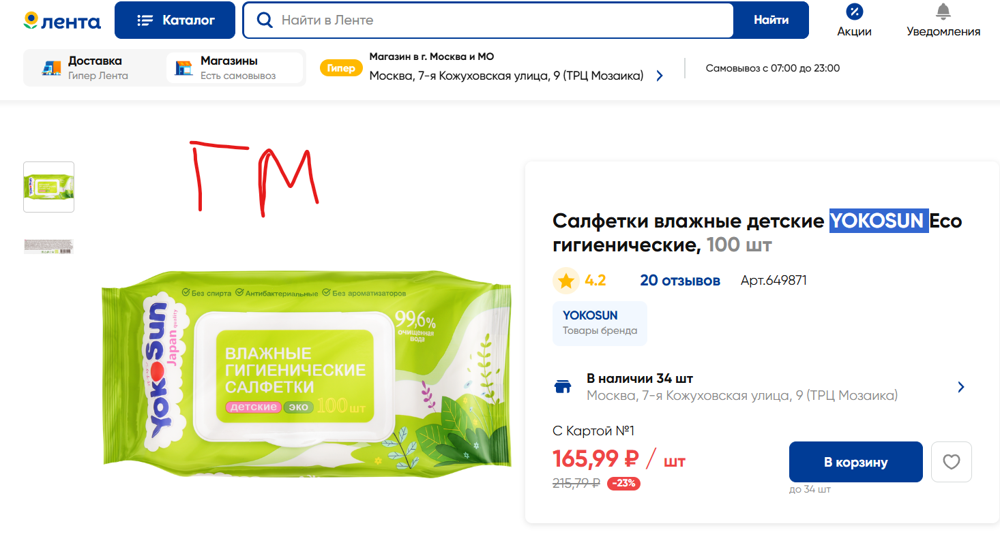 лента
Каталог
Найти в Ленте
Найти
Акции
Уведомления
Доставка
Гипер Лента
Магазины
Есть самовывоз
Гипер
Магазин в г. Москва и МО
Москва, 7-я Кожуховская улица, 9 (ТРЦ Мозаика)
Самовывоз с 07:00 до 23:00
ГМ
Без спирта Антибактериальные Без ароматизаторов
YokoSun
Japan quality
99,6%
очищенная
вода
ВЛАЖНЫЕ
ГИГИЕНИЧЕСКИЕ
САЛФЕТКИ
детские эко 100 шт
Салфетки влажные детские YOKOSUN Eco
гигиенические, 100 шт
4.2
20 отзывов
Арт.649871
YOKOSUN
Товары бренда
В наличии 34 шт
Москва, 7-я Кожуховская улица, 9 (ТРЦ Мозаика)
С Картой №1
165,99 ₽ / шт
215,79 ₽ -23%
В корзину
до 34 шт